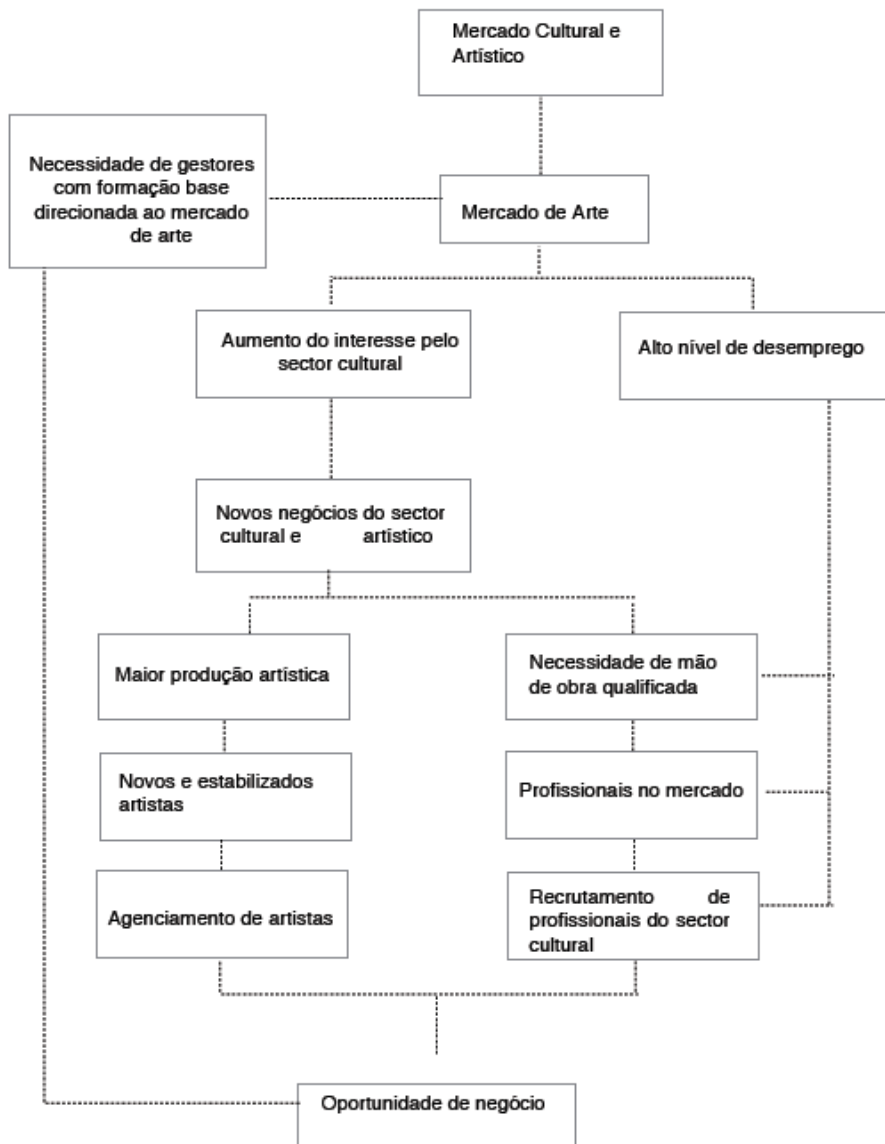 Mercado Cultural e
Artístico
Necessidade de gestores
com formação base
direcionada ao mercado
de arte
Mercado de Arte
Aumento do interesse pelo
sector cultural
Alto nível de desemprego
Novos negócios do sector
cultural e artístico
Maior produção artística
Necessidade de mão
de obra qualificada
Novos e estabilizados
artistas
Profissionais no mercado
Agenciamento de artistas
Recrutamento de
profissionais do sector
cultural
Oportunidade de negócio